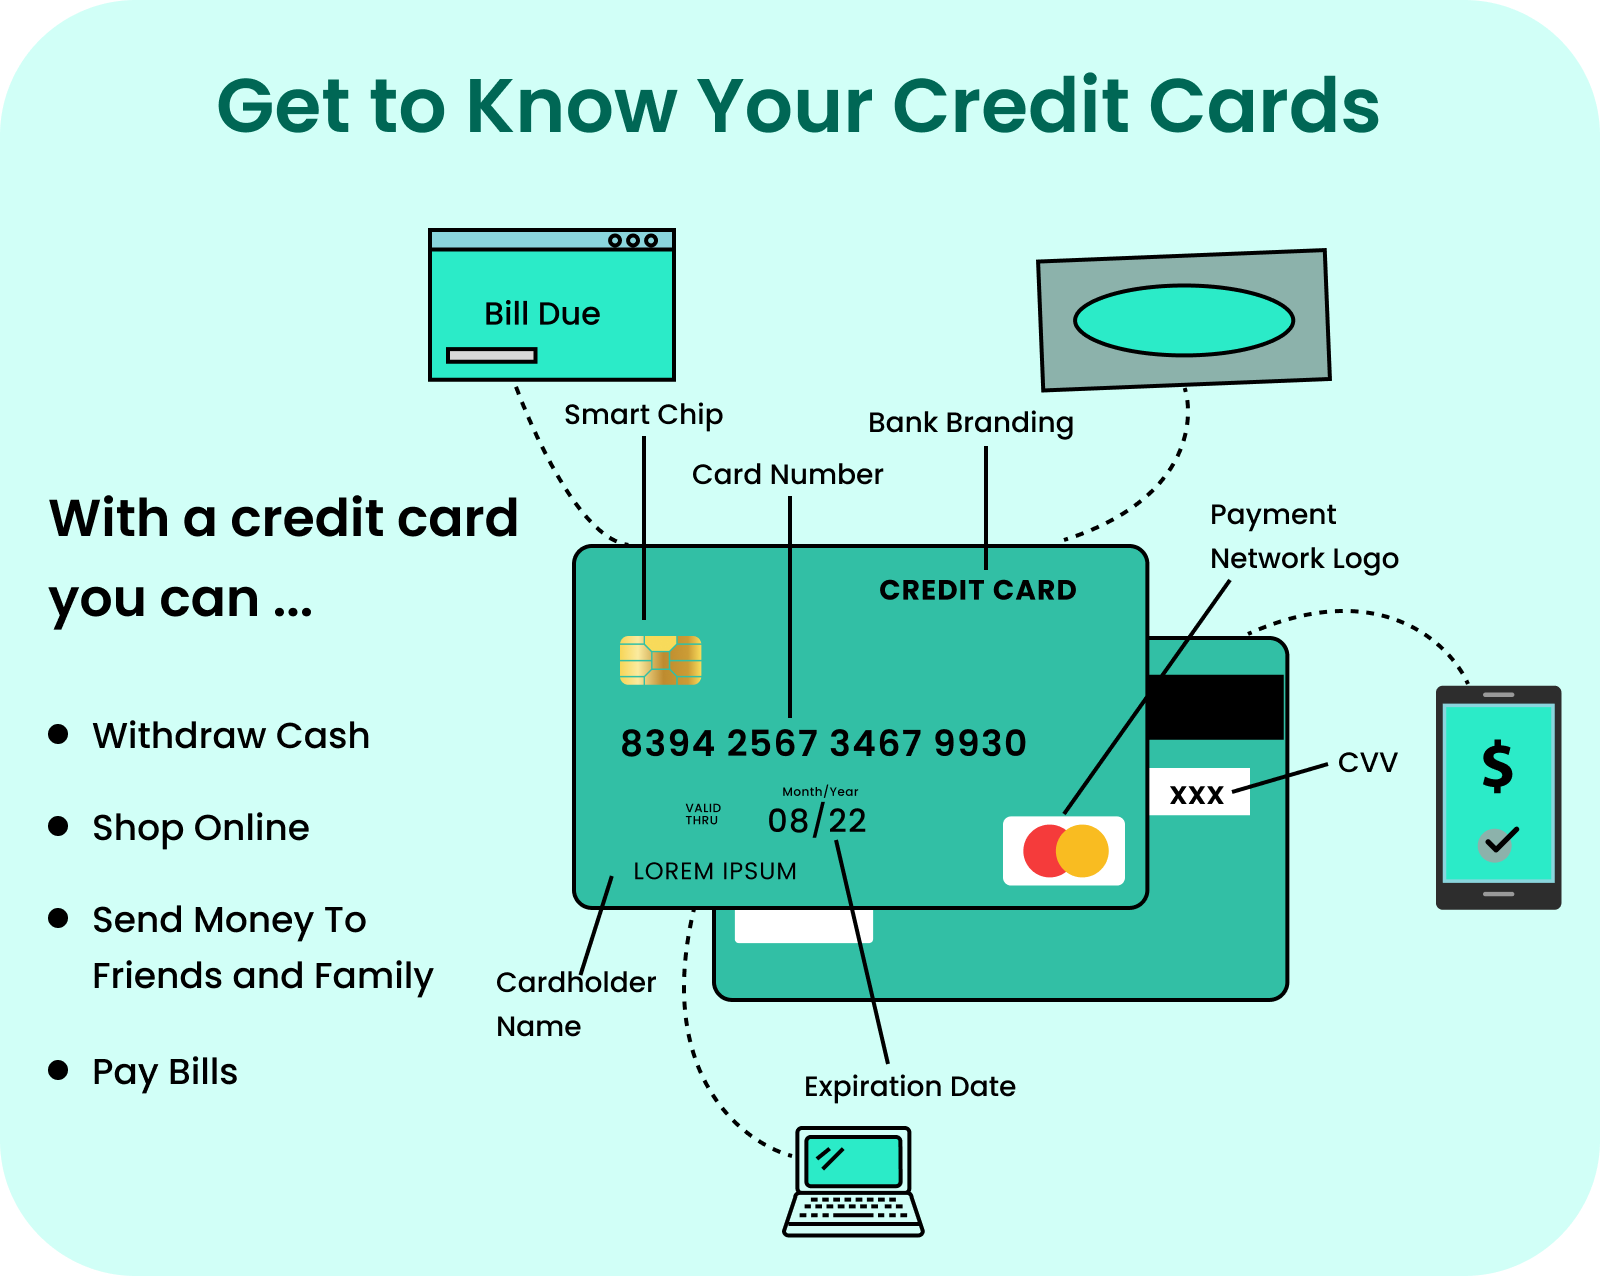 Get to Know Your Credit Cards
Bill Due
Smart Chip
Bank Branding
Card Number
Payment
Network Logo
With a credit card
you can ...
CREDIT CARD
Withdraw Cash
Shop Online
Send Money To
Friends and Family
Pay Bills
8394 2567 3467 9930
Month/Year
VALID
THRU
08/22
LOREM IPSUM
xxx
CVV
$
Cardholder
Name
Expiration Date